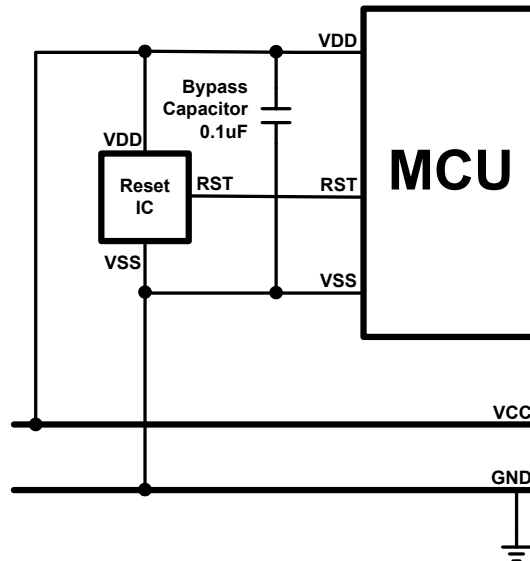 VDD
Bypass
Capacitor
0.1uF
VDD
Reset
IC
RST
RST
MCU
VSS
VSS
VCC
GND